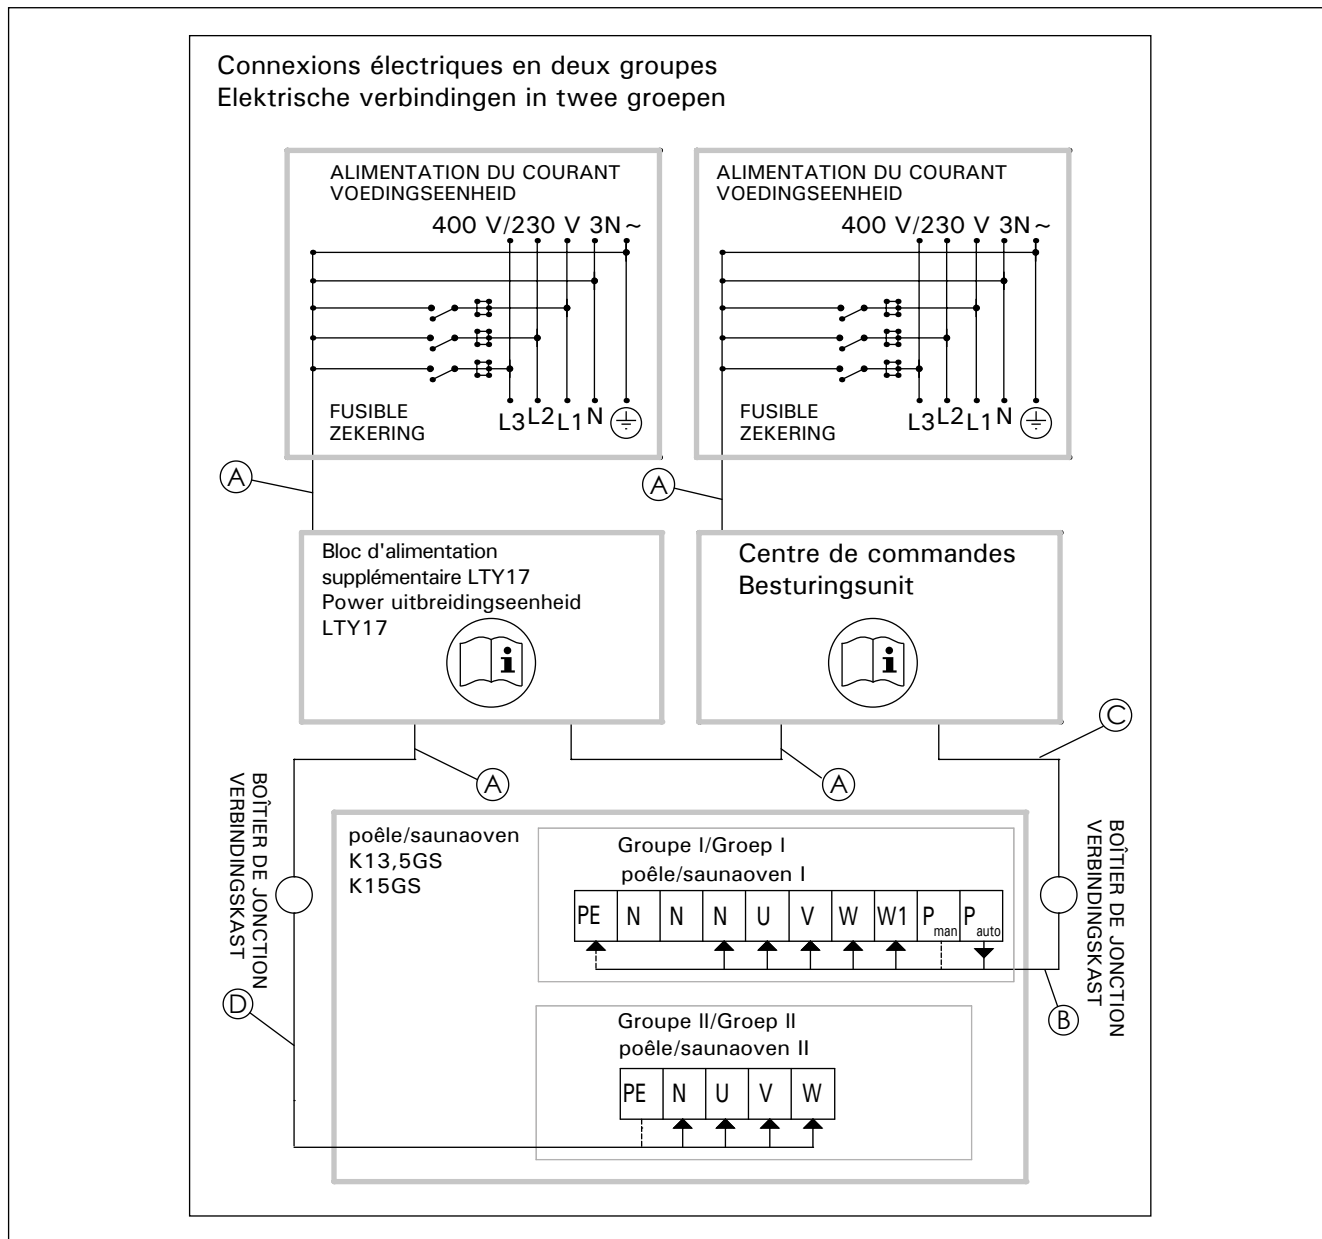 Connexions électriques en deux groupes
Elektrische verbindingen in twee groepen
ALIMENTATION DU COURANT
VOEDINGSEENHEID
400 V/230 V 3N~
FUSIBLE
ZEKERING
L3 L2 L1 N
ALIMENTATION DU COURANT
VOEDINGSEENHEID
400 V/230 V 3N~
FUSIBLE
ZEKERING
L3 L2 L1 N
A
A
Bloc d'alimentation
supplémentaire LTY17
Power uitbreidingseenheid
LTY17
i
Centre de commandes
Besturingsunit
i
C
A
A
BOÎTIER DE JONCTION
VERBINDINGSKAST
poêle/saunaoven
K13,5GS
K15GS
Groupe I/Groep I
poêle/saunaoven I
PE N N N U V W W1 Pman Pauto
BOÎTIER DE JONCTION
VERBINDINGSKAST
D
B
Groupe II/Groep II
poêle/saunaoven II
PE N U V W